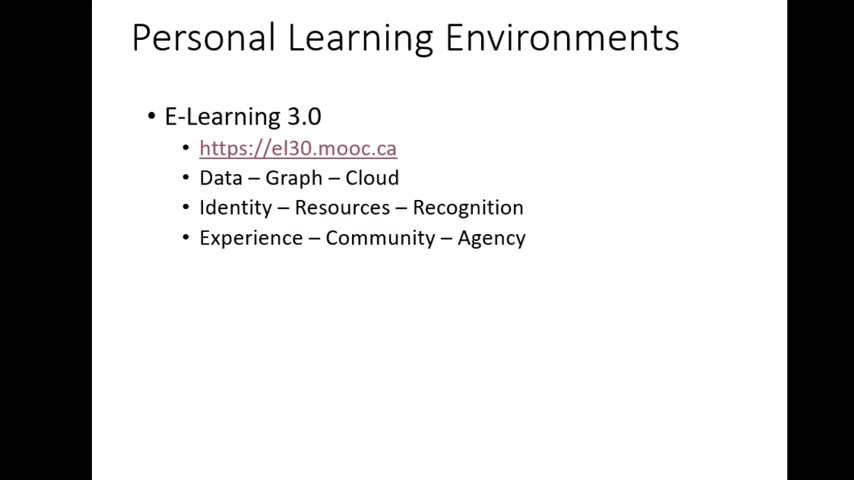 Personal Learning Environments
• E-Learning 3.0
• https://el30.mooc.ca
• Data – Graph – Cloud
• Identity – Resources – Recognition
• Experience – Community – Agency